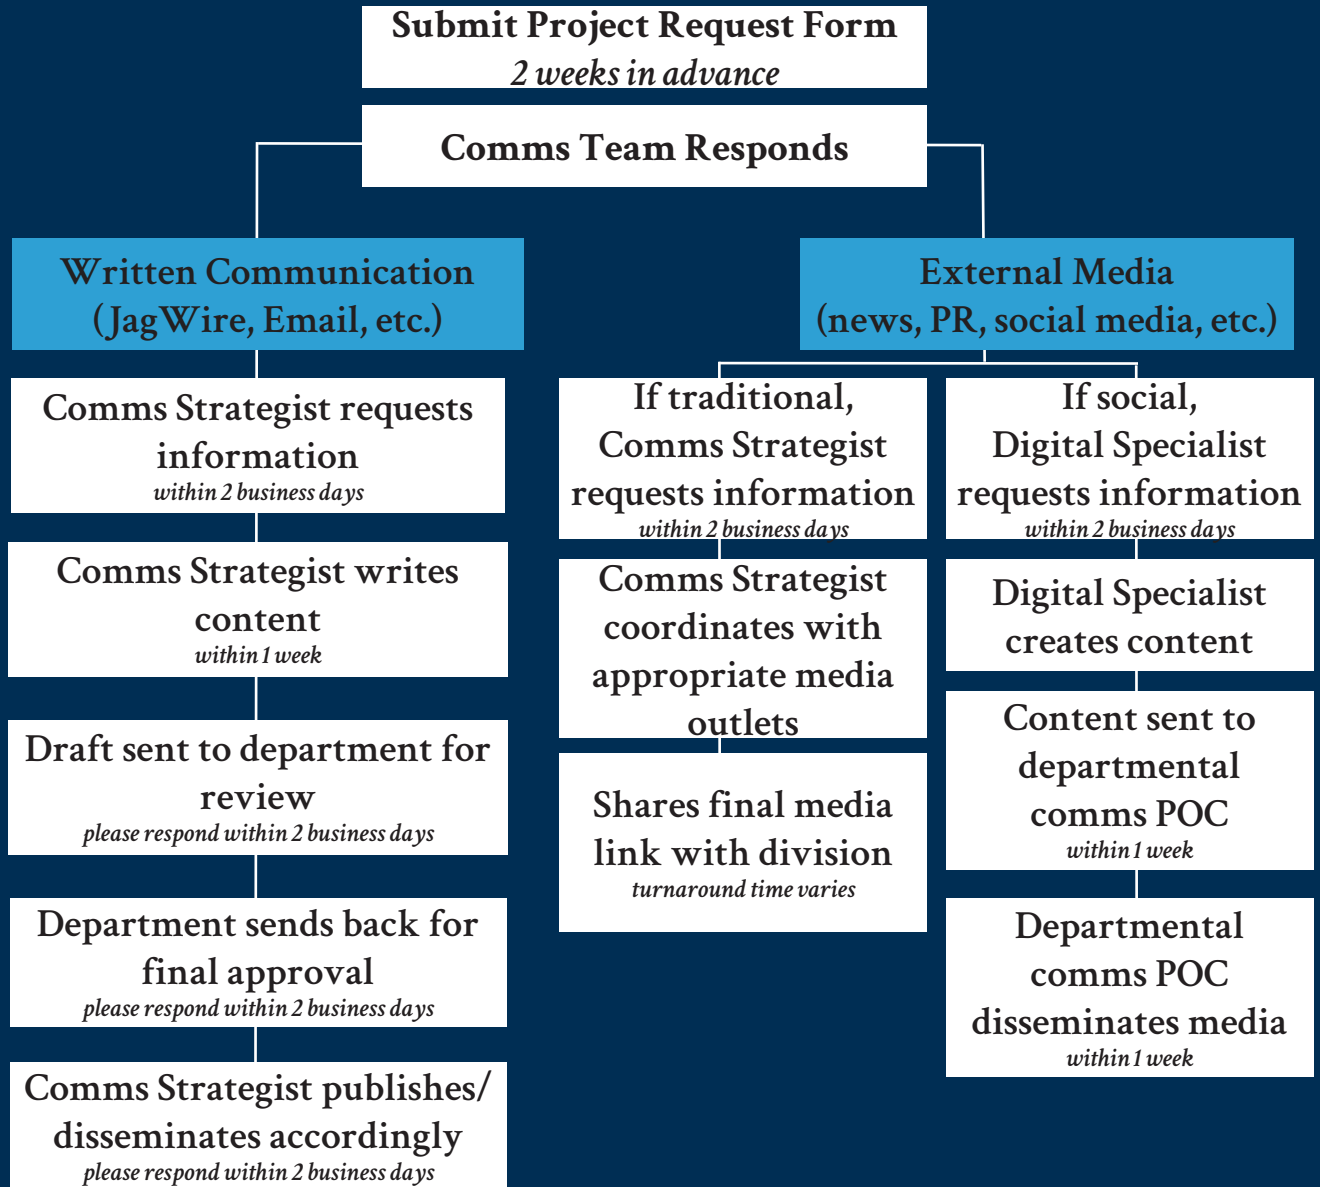 Submit Project Request Form
2 weeks in advance
Comms Team Responds
Written Communication
(JagWire, Email, etc.)
Comms Strategist requests
information
within 2 business days
Comms Strategist writes
content
within 1 week
Draft sent to department for
review
please respond within 2 business days
Department sends back for
final approval
please respond within 2 business days
Comms Strategist publishes/
disseminates accordingly
please respond within 2 business days
External Media
(news, PR, social media, etc.)
If traditional,
Comms Strategist
requests information
within 2 business days
Comms Strategist
coordinates with
appropriate media
outlets
Shares final media
link with division
turnaround time varies
If social,
Digital Specialist
requests information
within 2 business days
Digital Specialist
creates content
Content sent to
departmental
comms POC
within 1 week
Departmental
comms POC
disseminates media
within 1 week